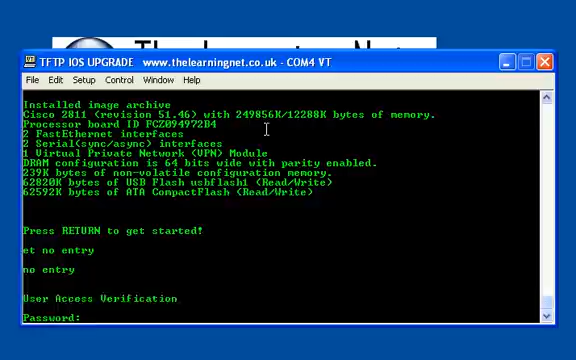 TFTP IOS UPGRADE www.thelearningnet.co.uk - COM4 VT
File Edit Setup Control Window Help
Installed image archive
Cisco 2811 (revision 51.46) with 249856K/12288K bytes of memory.
Processor board ID FCZ094972B4
2 FastEthernet interfaces
2 Serial(sync/async) interfaces
1 Virtual Private Network (VPN) Module
DRAM configuration is 64 bits wide with parity enabled.
239K bytes of non-volatile configuration memory.
62820K bytes of USB Flash usbflash1 (Read/Write)
62592K bytes of ATA CompactFlash (Read/Write)
Press RETURN to get started!
et no entry
no entry
User Access Verification
Password: